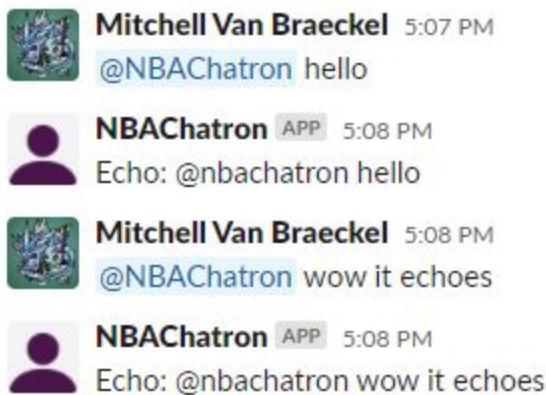 Mitchell Van Braeckel 5:07 PM
@NBAChatron hello
NBAChatron APP 5:08 PM
Echo: @nbachatron hello
Mitchell Van Braeckel 5:08 PM
@NBAChatron wow it echoes
NBAChatron APP 5:08 PM
Echo: @nbachatron wow it echoes